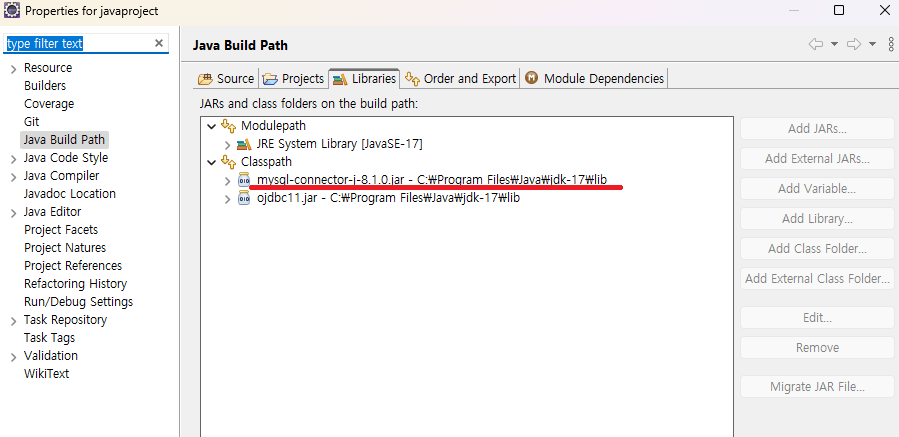 Properties for javaproject
type filter text
Resource
Builders
Coverage
Git
Java Build Path
Java Code Style
Java Compiler
Javadoc Location
Java Editor
Project Facets
Project Natures
Project References
Refactoring History
Run/Debug Settings
Task Repository
Task Tags
Validation
WikiText
Java Build Path
Source
Projects
Libraries
Order and Export
Module Dependencies
JARs and class folders on the build path:
Modulepath
JRE System Library [JavaSE-17]
Classpath
mysql-connector-j-8.1.0.jar - C:₩Program Files₩Java₩jdk-17₩lib
ojdbc11.jar - C:₩Program Files₩Java₩jdk-17₩lib
Add JARs...
Add External JARs...
Add Variable...
Add Library...
Add Class Folder...
Add External Class Folder...
Edit...
Remove
Migrate JAR File...